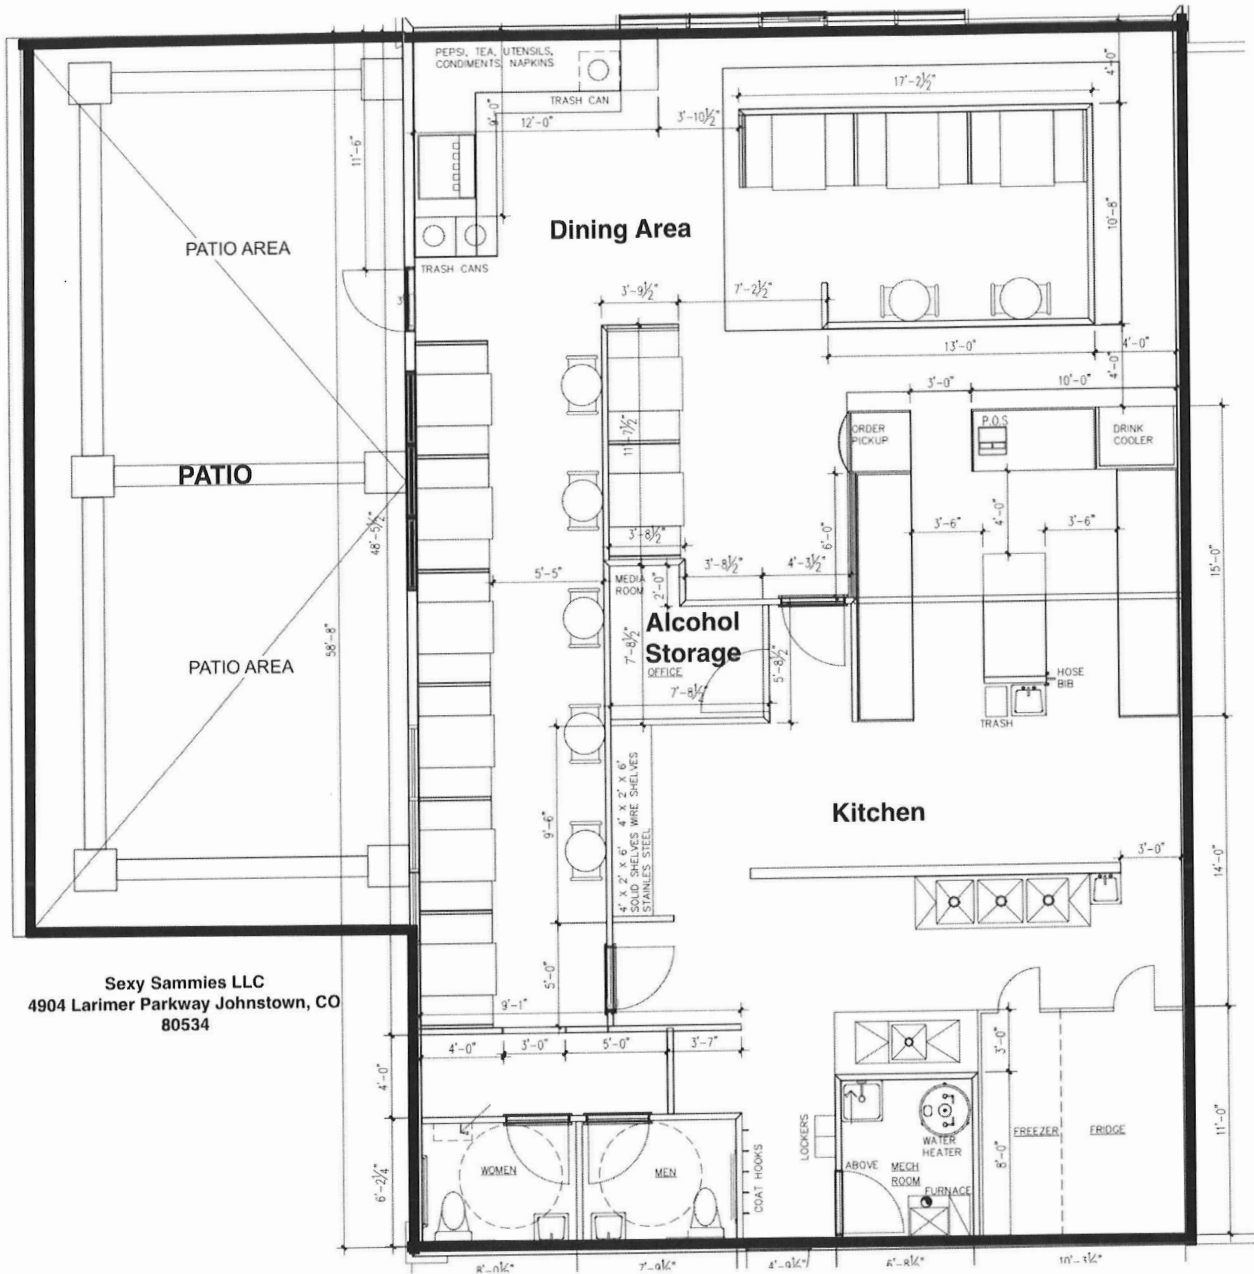 PEPSI, TEA, UTENSILS,
CONDIMENTS, NAPKINS
TRASH CAN
17'-2½"
4'-0"
9'-0"
12'-0"
3'-10½"
11'-6"
PATIO AREA
Dining Area
10'-8"
TRASH CANS
3'-9½"
7'-2½"
13'-0"
4'-0"
4'-0"
3'-0"
10'-0"
ORDER
PICKUP
P.O.S
DRINK
COOLER
11'-7½"
PATIO
48'-5½"
3'-8½"
6'-0"
3'-6"
4'-0"
3'-6"
15'-0"
5'-5"
MEDIA
ROOM
2'-0"
3'-8½"
4'-3½"
Alcohol
Storage
OFFICE
58'-8"
PATIO AREA
7'-8½"
7'-8½"
5'-8½"
HOSE
BIB
TRASH
9'-6"
4' X 2' X 6' 4' X 2' X 6'
SOLID SHELVES WIRE SHELVES
STAINLES STEEL
Kitchen
3'-0"
14'-0"
Sexy Sammies LLC
4904 Larimer Parkway Johnstown, CO
80534
5'-0"
9'-1"
4'-0"
3'-0"
5'-0"
3'-7"
3'-0"
4'-0"
LOCKERS
WATER
HEATER
FREEZER
FRIDGE
11'-0"
WOMEN
MEN
COAT HOOKS
ABOVE
MECH
ROOM
FURNACE
8'-0"
6'-2¼"